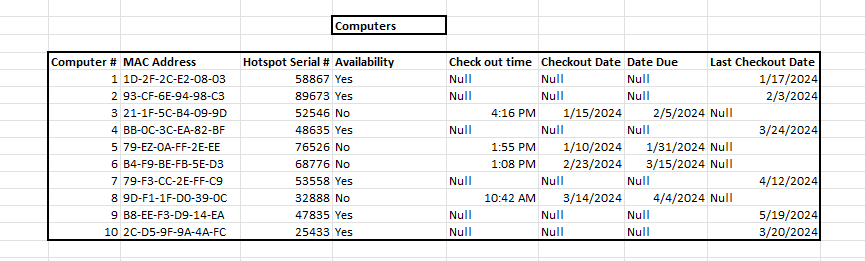 Computers
Computer # MAC Address Hotspot Serial # Availability Check out time Checkout Date Date Due Last Checkout Date
1 1D-2F-2C-E2-08-03 58867 Yes Null Null Null 1/17/2024
2 93-CF-6E-94-98-C3 89673 Yes Null Null Null 2/3/2024
3 21-1F-5C-B4-09-9D 52546 No 4:16 PM 1/15/2024 2/5/2024 Null
4 BB-0C-3C-EA-82-BF 48635 Yes Null Null Null 3/24/2024
5 79-EZ-0A-FF-2E-EE 76526 No 1:55 PM 1/10/2024 1/31/2024 Null
6 B4-F9-BE-FB-5E-D3 68776 No 1:08 PM 2/23/2024 3/15/2024 Null
7 79-F3-CC-2E-FF-C9 53558 Yes Null Null Null 4/12/2024
8 9D-F1-1F-D0-39-0C 32888 No 10:42 AM 3/14/2024 4/4/2024 Null
9 B8-EE-F3-D9-14-EA 47835 Yes Null Null Null 5/19/2024
10 2C-D5-9F-9A-4A-FC 25433 Yes Null Null Null 3/20/2024